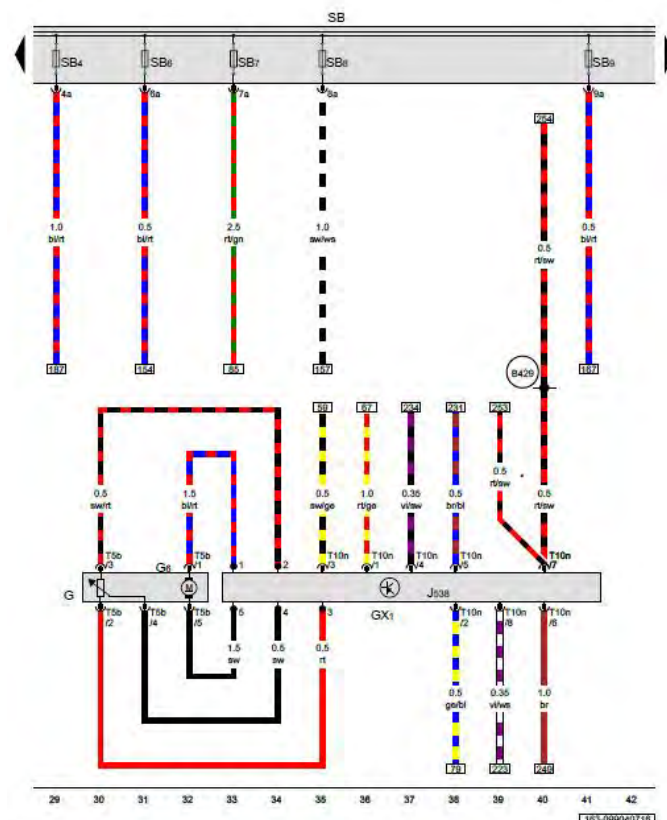 SB
SB4 SB6 SB7 SB8 SB9
4a 6a 7a 8a 9a
254
1.0 0.5 2.5 1.0 0.5
bl/rt bl/rt rt/gn sw/ws bl/rt
0.5
rt/sw
187 154 85 157 167
B429
59 67 234 231 253
0.5 1.5 0.5 1.0 0.35 0.5 0.5 0.5
sw/rt bl/rt sw/ge rt/ge vi/sw br/bl rt/sw rt/sw
T5b G6 T5b T10n T10n T10n T10n T10n
/3 /1 1 2 /3 /1 /4 /5 /7
G M J538
T5b T5b T5b 5 4 3 GX1 T10n T10n T10n
/2 /4 /5 /2 /8 /6
1.5 0.5 0.5
sw sw rt
0.5 0.35 1.0
ge/bl vi/ws br
79 223 249
29 30 31 32 33 34 35 36 37 38 39 40 41 42
163-099040716